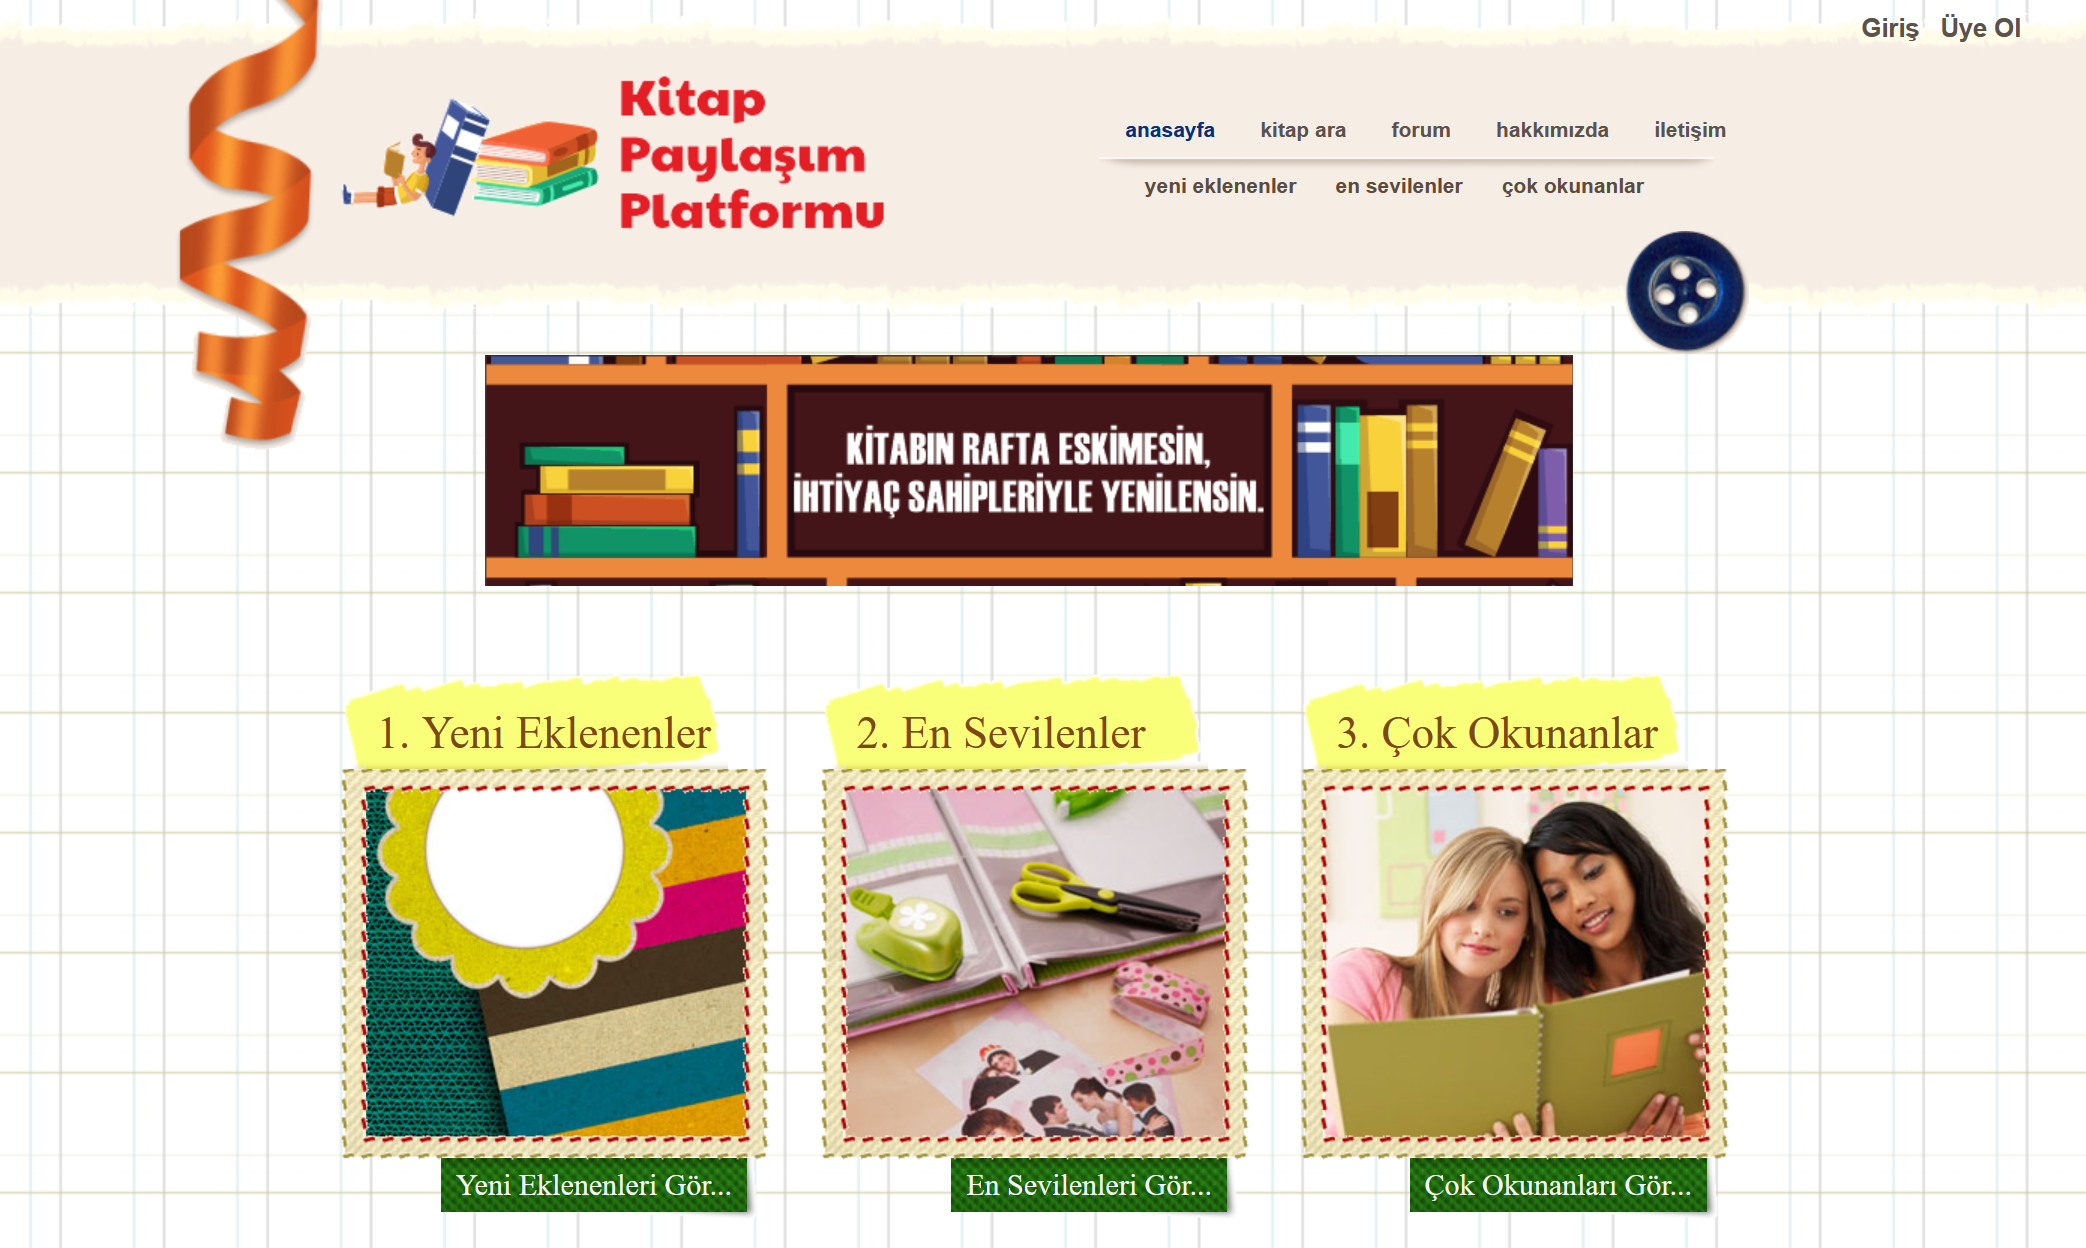 Giriş Üye Ol
Kitap
Paylaşım
Platformu
anasayfa kitap ara forum hakkımızda iletişim
yeni eklenenler en sevilenler çok okunanlar
KİTABIN RAFTA ESKİMESİN,
İHTİYAÇ SAHİPLERİYLE YENİLENSİN.
1. Yeni Eklenenler
2. En Sevilenler
3. Çok Okunanlar
Yeni Eklenenleri Gör...
En Sevilenleri Gör...
Çok Okunanları Gör...